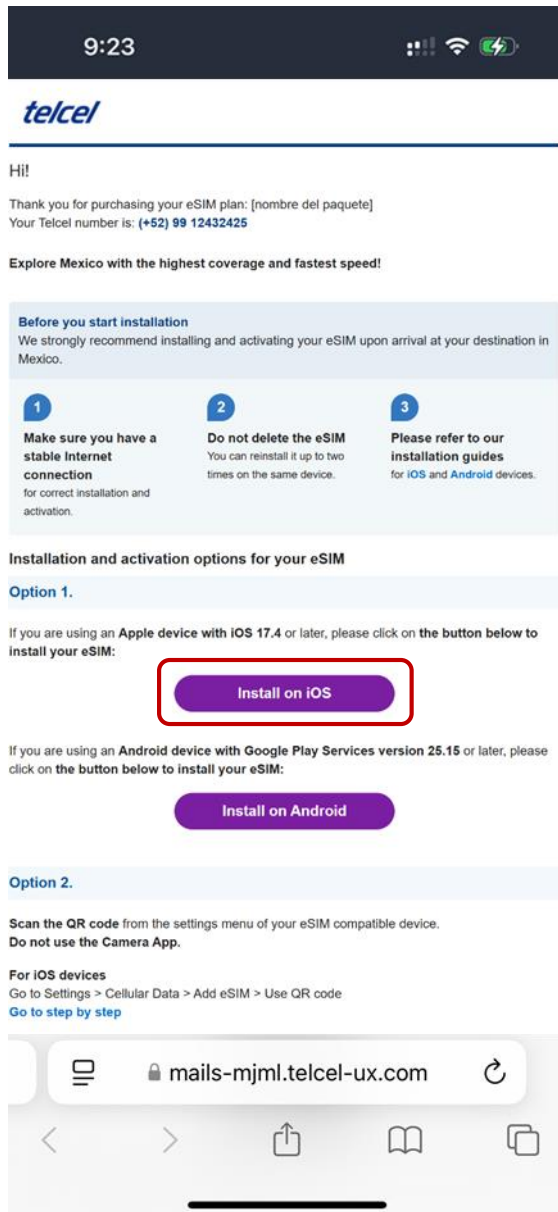 9:23
telcel
Hi!
Thank you for purchasing your eSIM plan: [nombre del paquete]
Your Telcel number is: (+52) 99 12432425
Explore Mexico with the highest coverage and fastest speed!
Before you start installation
We strongly recommend installing and activating your eSIM upon arrival at your destination in
Mexico.
1
Make sure you have a
stable Internet
connection
for correct installation and
activation.
2
Do not delete the eSIM
You can reinstall it up to two
times on the same device.
3
Please refer to our
installation guides
for iOS and Android devices.
Installation and activation options for your eSIM
Option 1.
If you are using an Apple device with iOS 17.4 or later, please click on the button below to
install your eSIM:
Install on iOS
If you are using an Android device with Google Play Services version 25.15 or later, please
click on the button below to install your eSIM:
Install on Android
Option 2.
Scan the QR code from the settings menu of your eSIM compatible device.
Do not use the Camera App.
For iOS devices
Go to Settings > Cellular Data > Add eSIM > Use QR code
Go to step by step
mails-mjml.telcel-ux.com